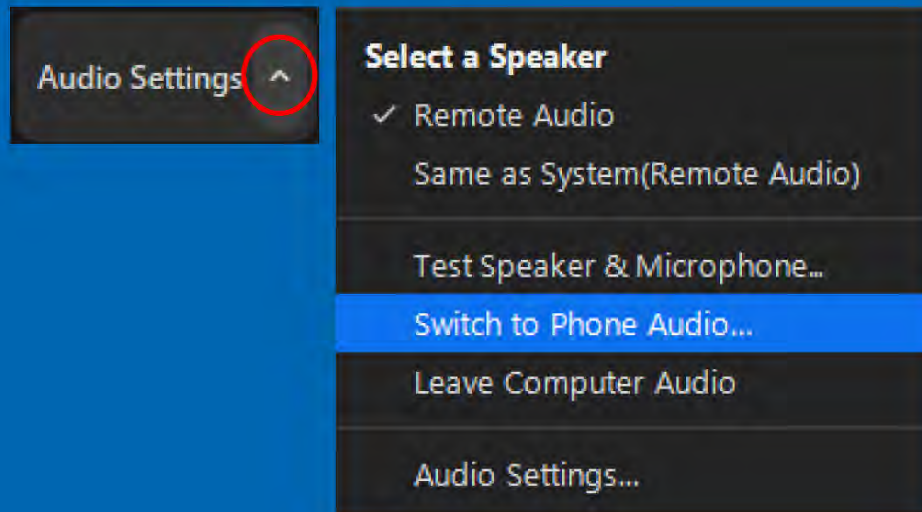 Audio Settings
Select a Speaker
Remote Audio
Same as System(Remote Audio)
Test Speaker & Microphone...
Switch to Phone Audio...
Leave Computer Audio
Audio Settings...